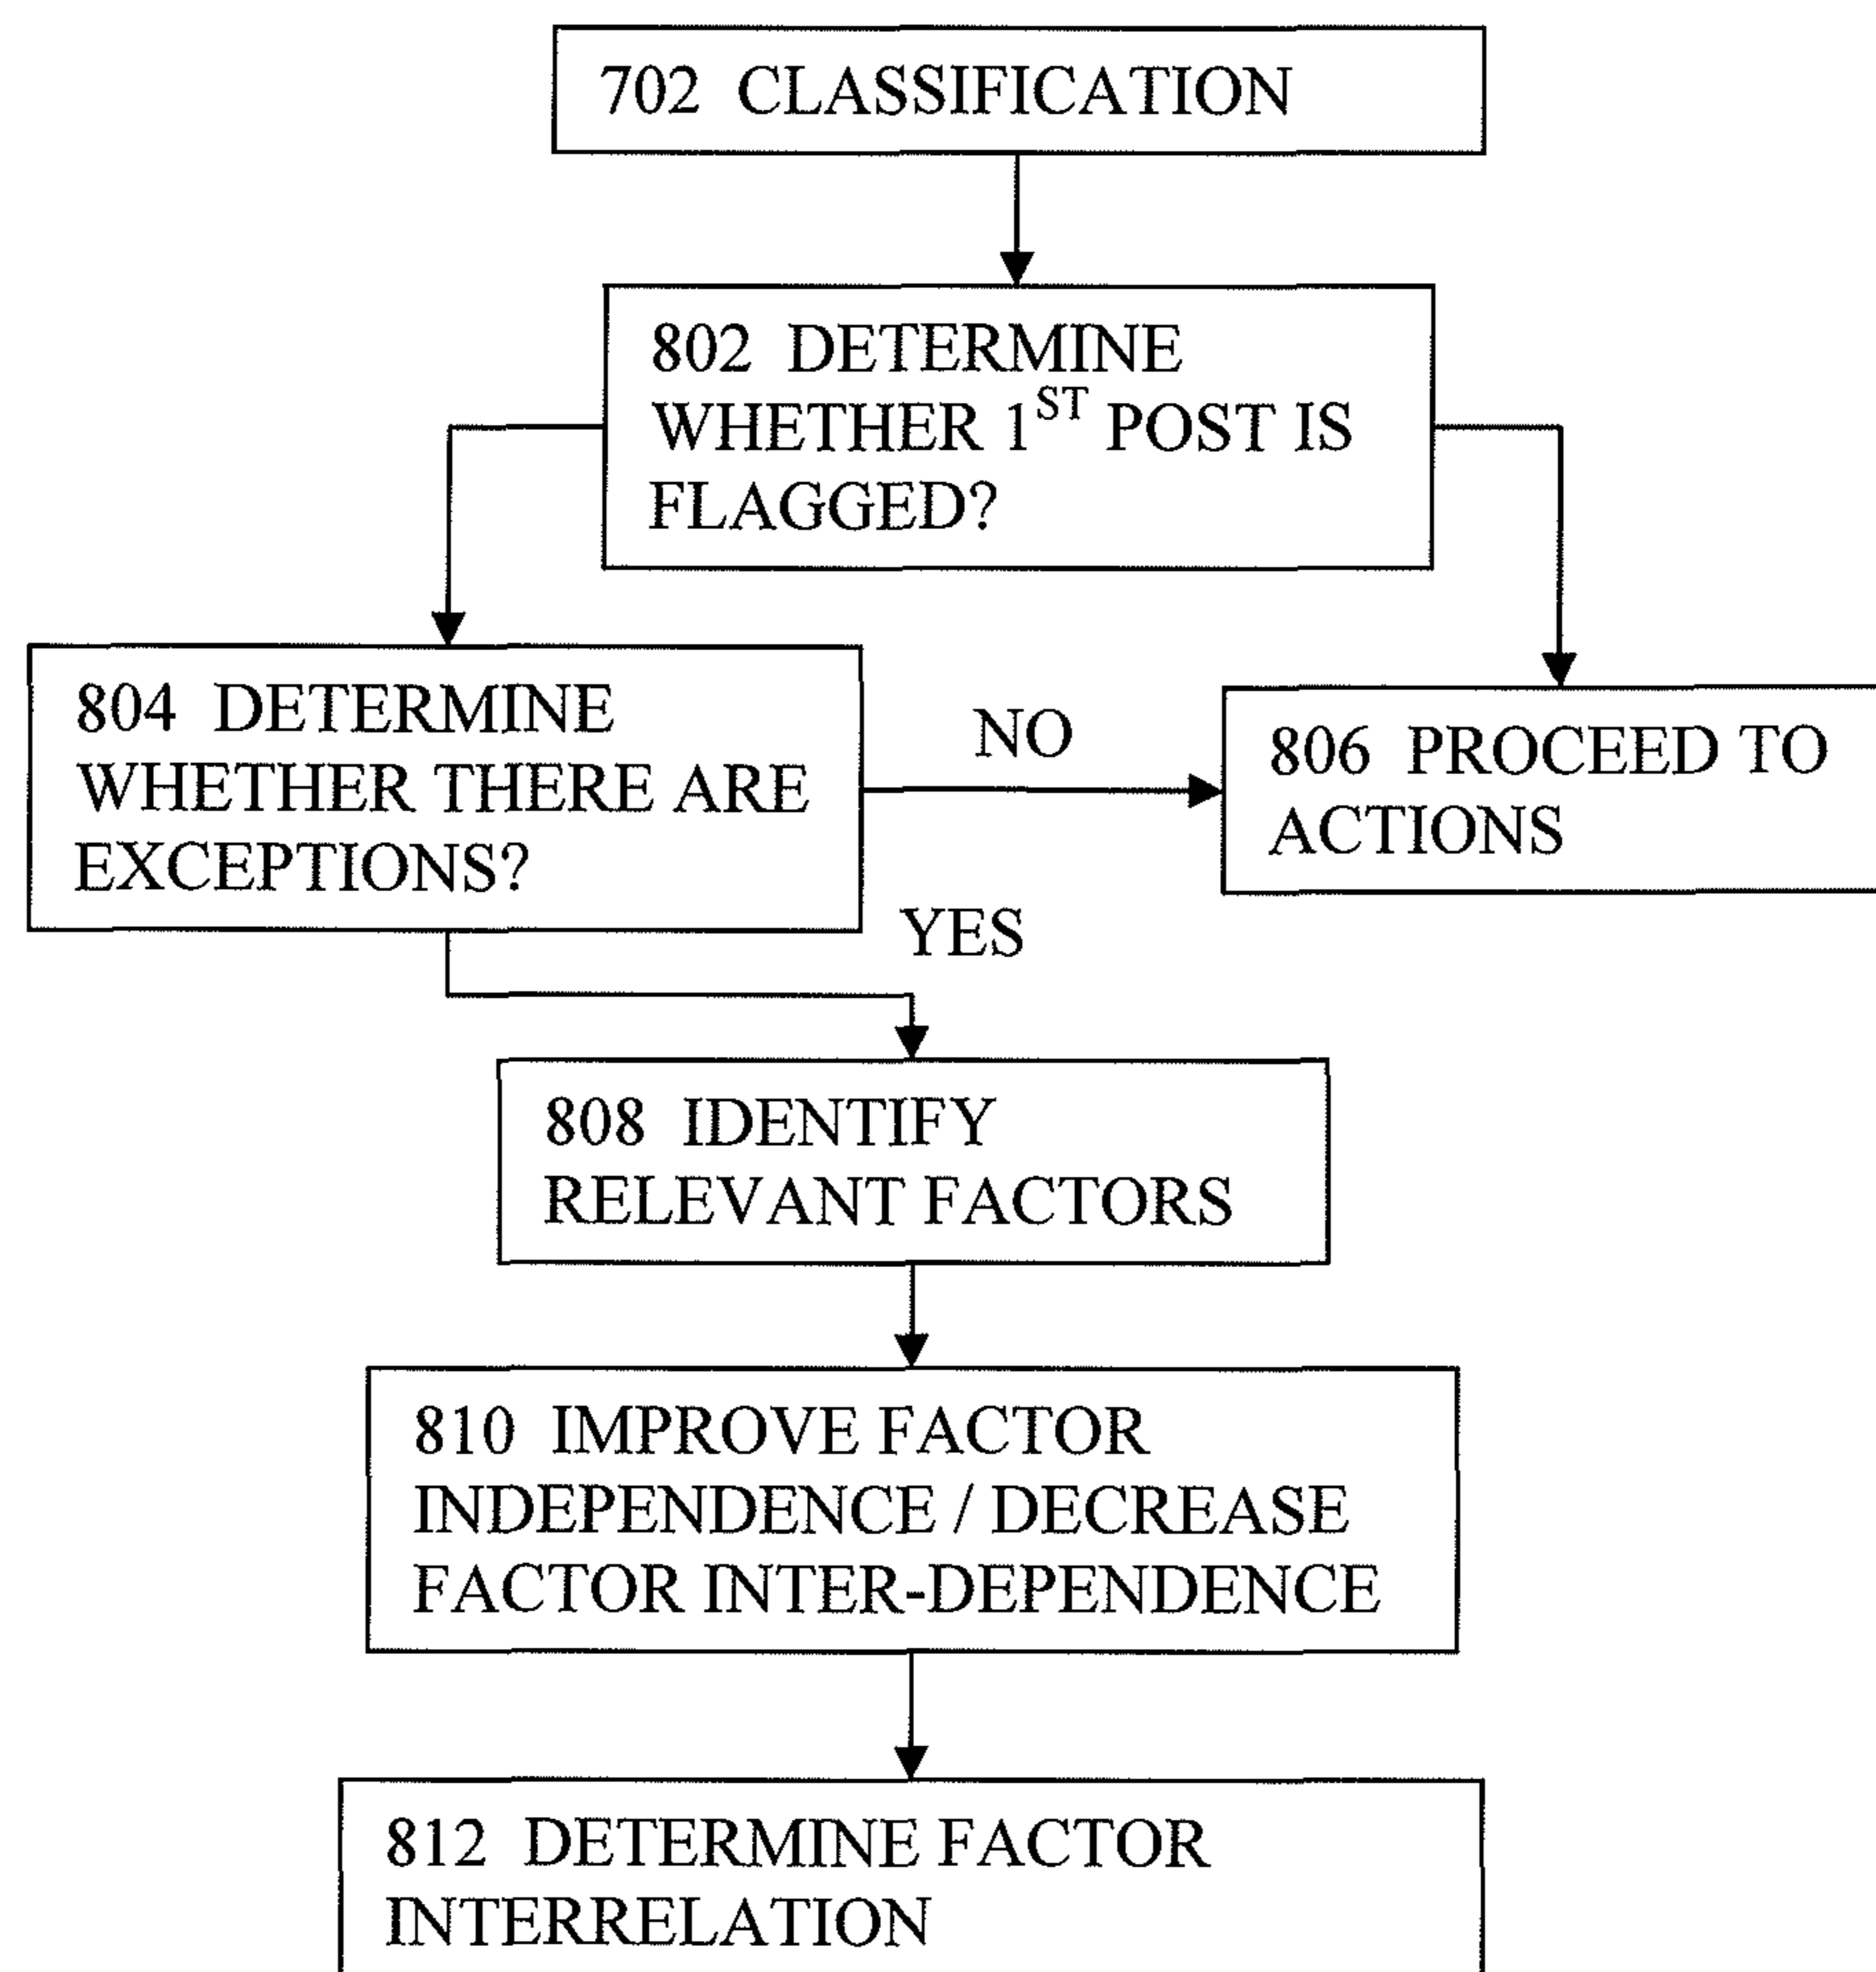 702 CLASSIFICATION
802 DETERMINE
WHETHER 1ST POST IS
FLAGGED?
804 DETERMINE
WHETHER THERE ARE
EXCEPTIONS?
NO
806 PROCEED TO
ACTIONS
YES
808 IDENTIFY
RELEVANT FACTORS
810 IMPROVE FACTOR
INDEPENDENCE / DECREASE
FACTOR INTER-DEPENDENCE
812 DETERMINE FACTOR
INTERRELATION